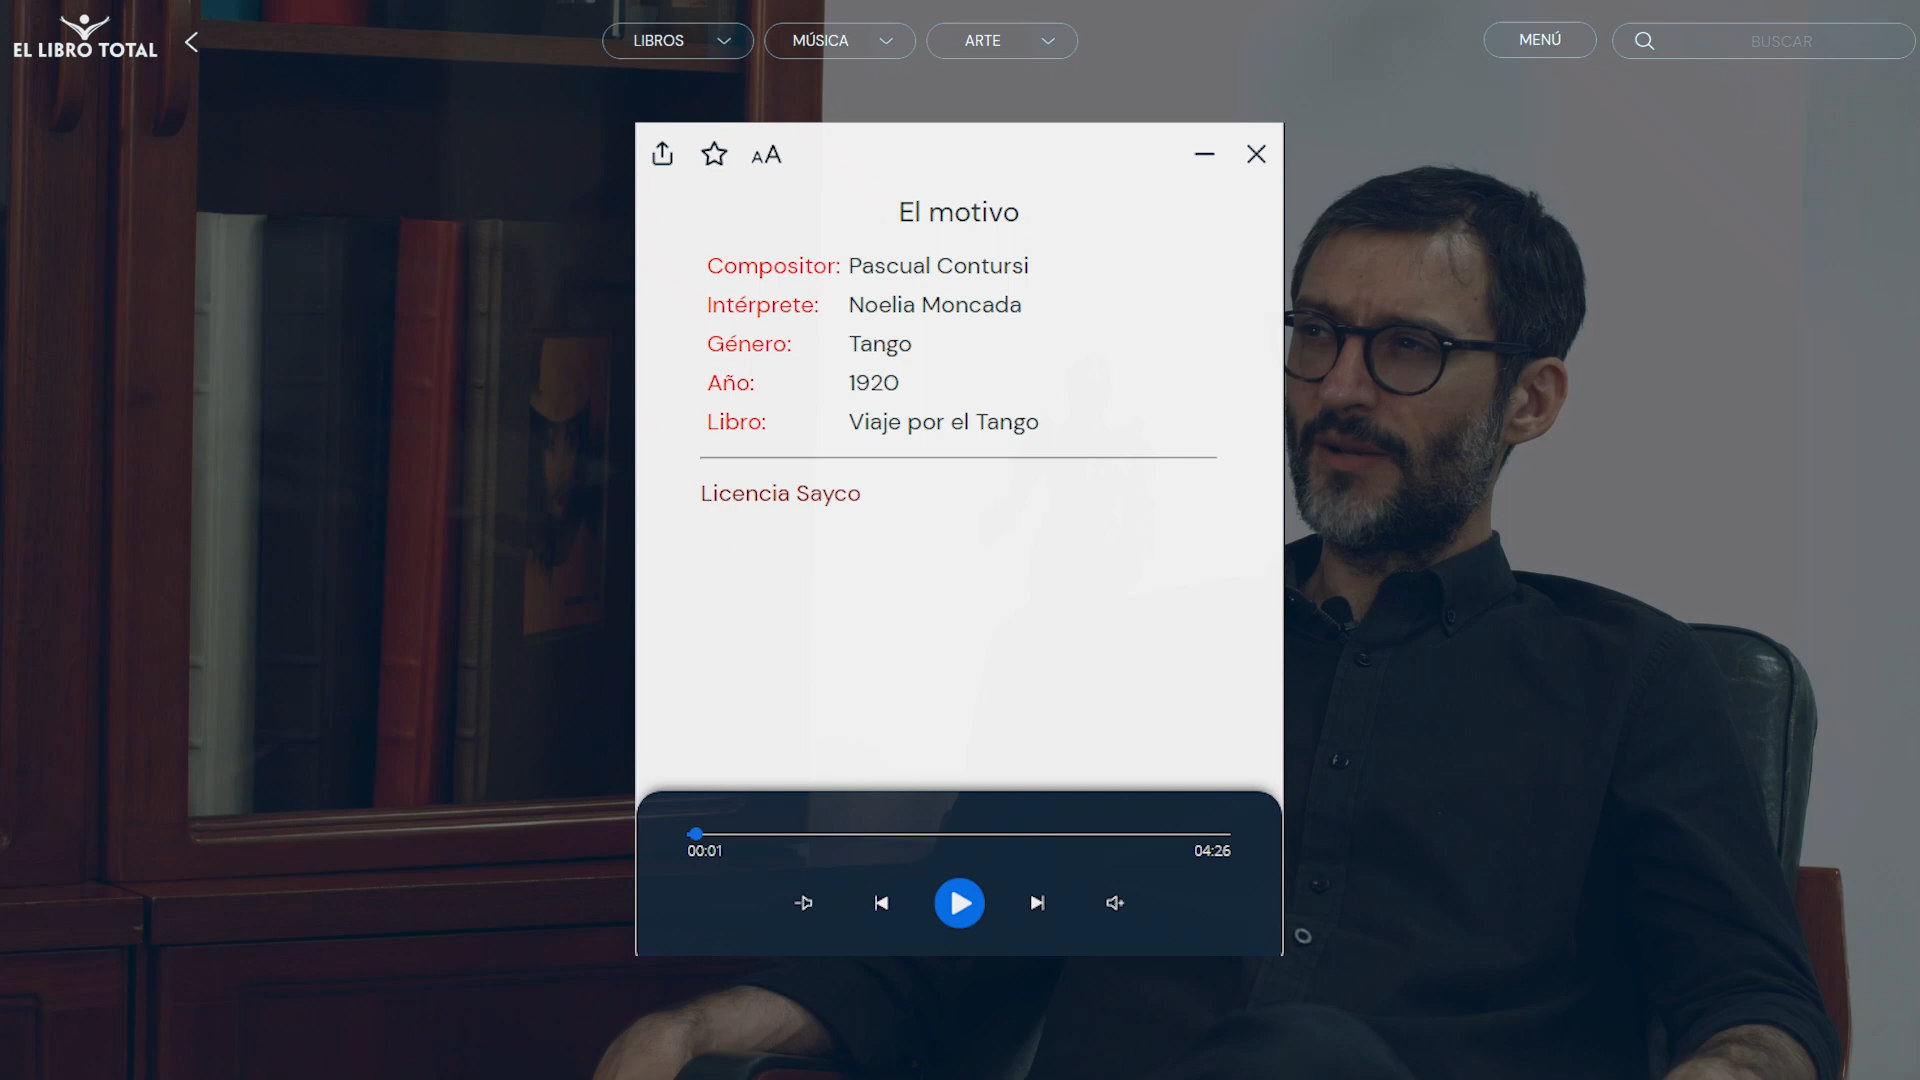 EL LIBRO TOTAL
LIBROS
MÚSICA
ARTE
MENÚ
BUSCAR
AA
El motivo
Compositor: Pascual Contursi
Intérprete: Noelia Moncada
Género: Tango
Año: 1920
Libro: Viaje por el Tango
Licencia Sayco
00:01
04:26